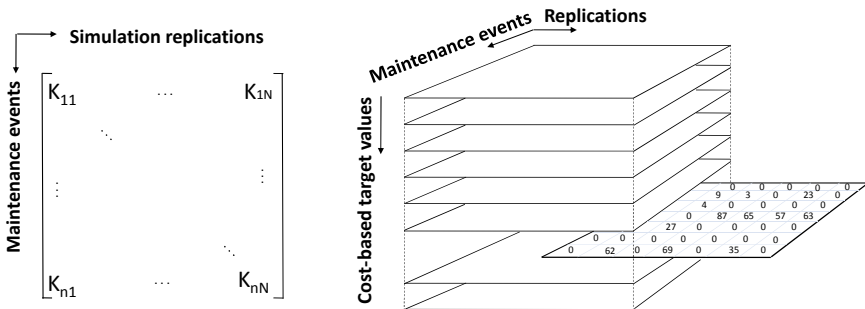 Simulation replications
Maintenance events
K11 ... K1N
⋱
⋮ ⋮
⋱
Kn1 ... KnN
Replications
Maintenance events
Cost-based target values
0 0 0 0 0
9 3 0 23 0
4 0 0 0 0
0 87 65 57 63
27 0 0 0 0
0 0 0 0 0 0
0 62 0 69 0 35 0